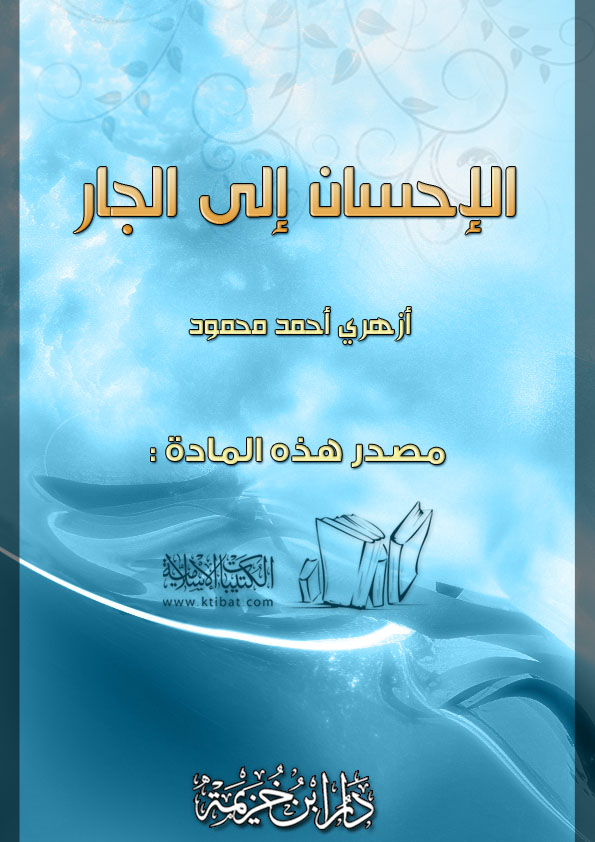 الإحسان إلى الجار
أزهري أحمد محمود
مصدر هذه المادة :
الكتيبات الإسلامية
www.ktibat.com
دار ابن خزيمة